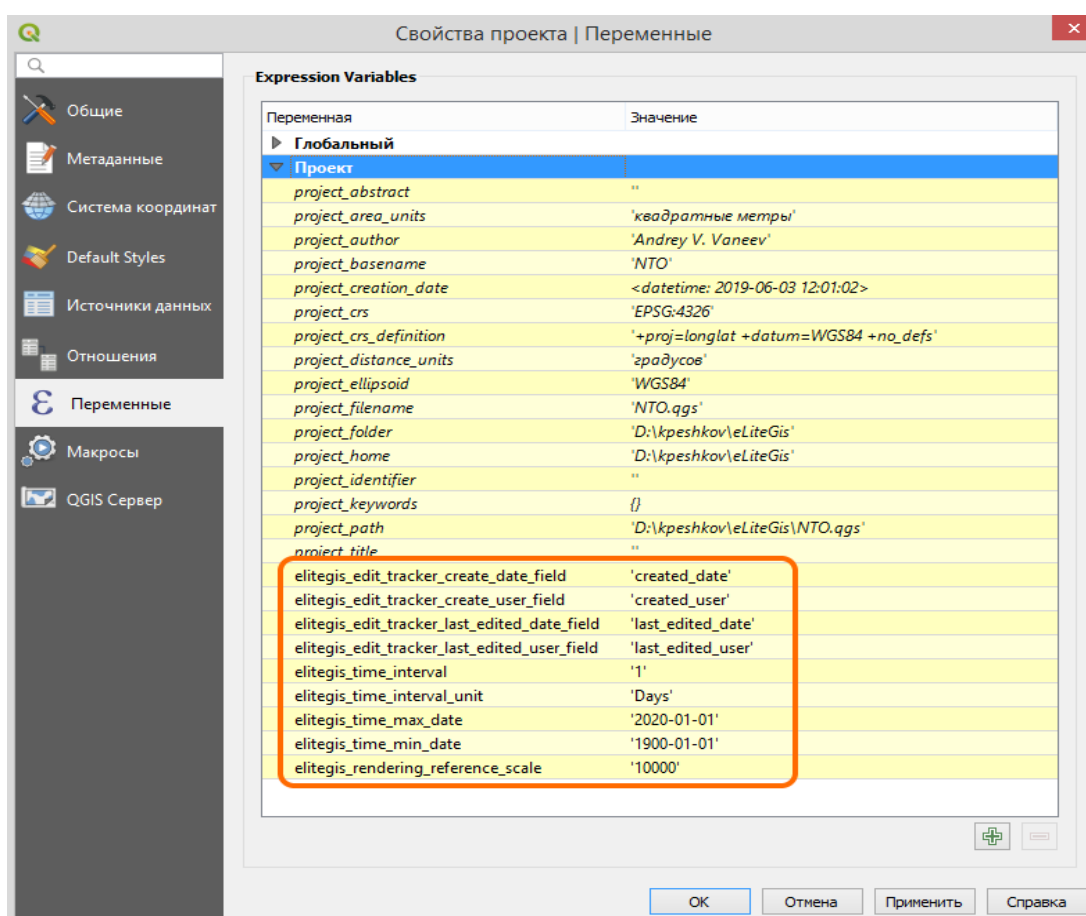 Свойства проекта | Переменные
Общие
Метаданные
Система координат
Default Styles
Источники данных
Отношения
Переменные
Макросы
QGIS Сервер
Expression Variables
Переменная Значение
Глобальный
Проект
project_abstract ''
project_area_units 'квадратные метры'
project_author 'Andrey V. Vaneev'
project_basename 'NTO'
project_creation_date <datetime: 2019-06-03 12:01:02>
project_crs 'EPSG:4326'
project_crs_definition '+proj=longlat +datum=WGS84 +no_defs'
project_distance_units 'градусов'
project_ellipsoid 'WGS84'
project_filename 'NTO.qgs'
project_folder 'D:\kpeshkov\eLiteGis'
project_home 'D:\kpeshkov\eLiteGis'
project_identifier ''
project_keywords {}
project_path 'D:\kpeshkov\eLiteGis\NTO.qgs'
project_title ''
elitegis_edit_tracker_create_date_field 'created_date'
elitegis_edit_tracker_create_user_field 'created_user'
elitegis_edit_tracker_last_edited_date_field 'last_edited_date'
elitegis_edit_tracker_last_edited_user_field 'last_edited_user'
elitegis_time_interval '1'
elitegis_time_interval_unit 'Days'
elitegis_time_max_date '2020-01-01'
elitegis_time_min_date '1900-01-01'
elitegis_rendering_reference_scale '10000'
OK Отмена Применить Справка